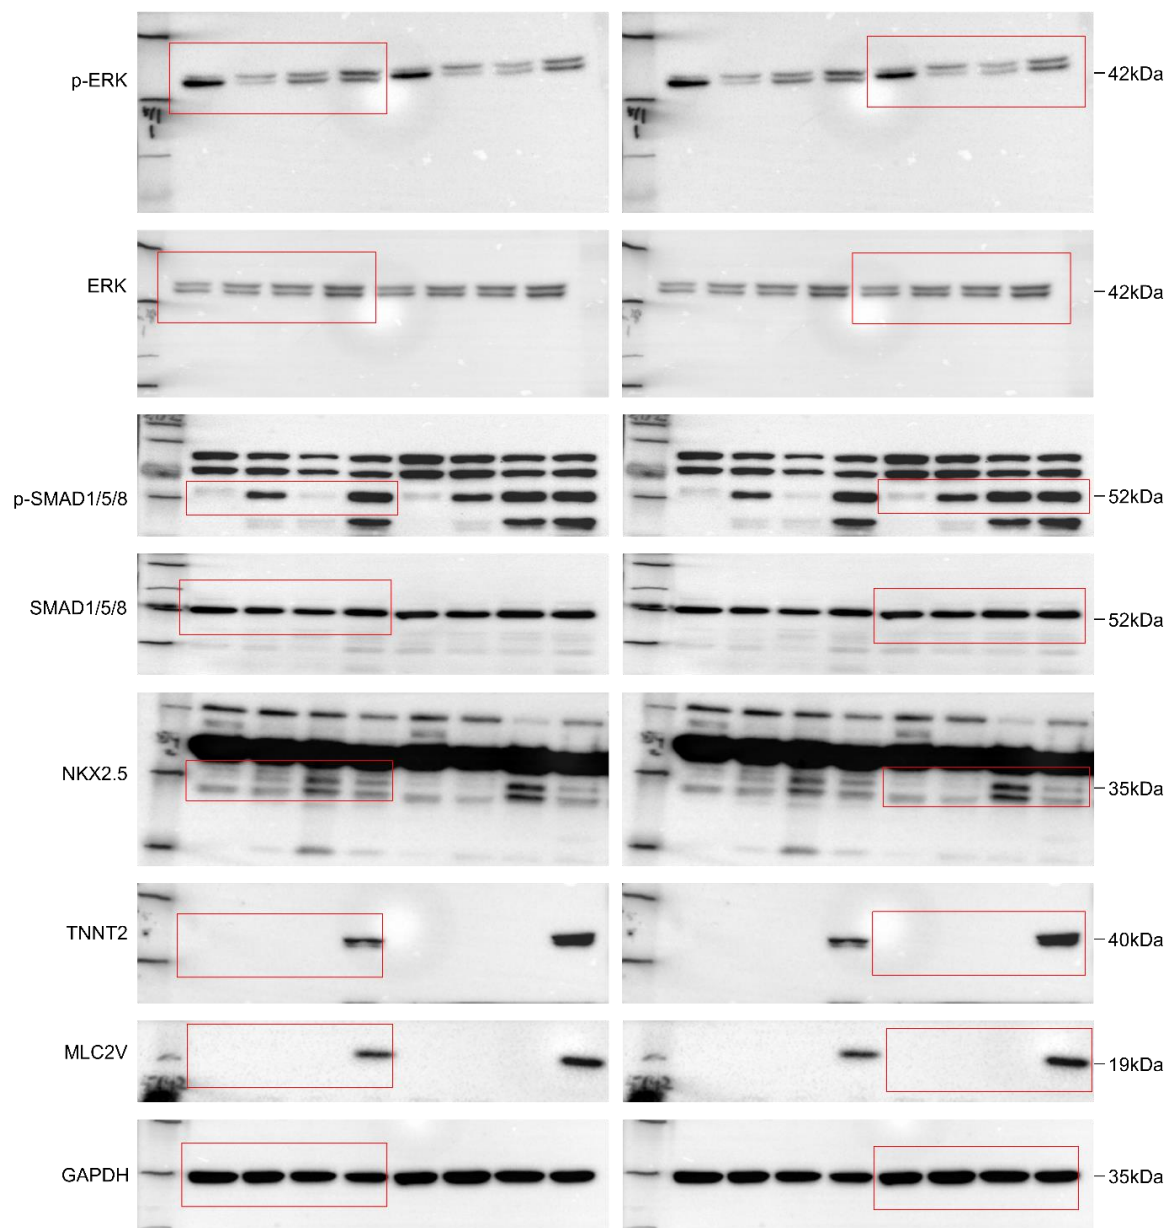 p-ERK
42kDa
ERK
42kDa
p-SMAD1/5/8
52kDa
SMAD1/5/8
52kDa
NKX2.5
35kDa
TNNT2
40kDa
MLC2V
19kDa
GAPDH
35kDa